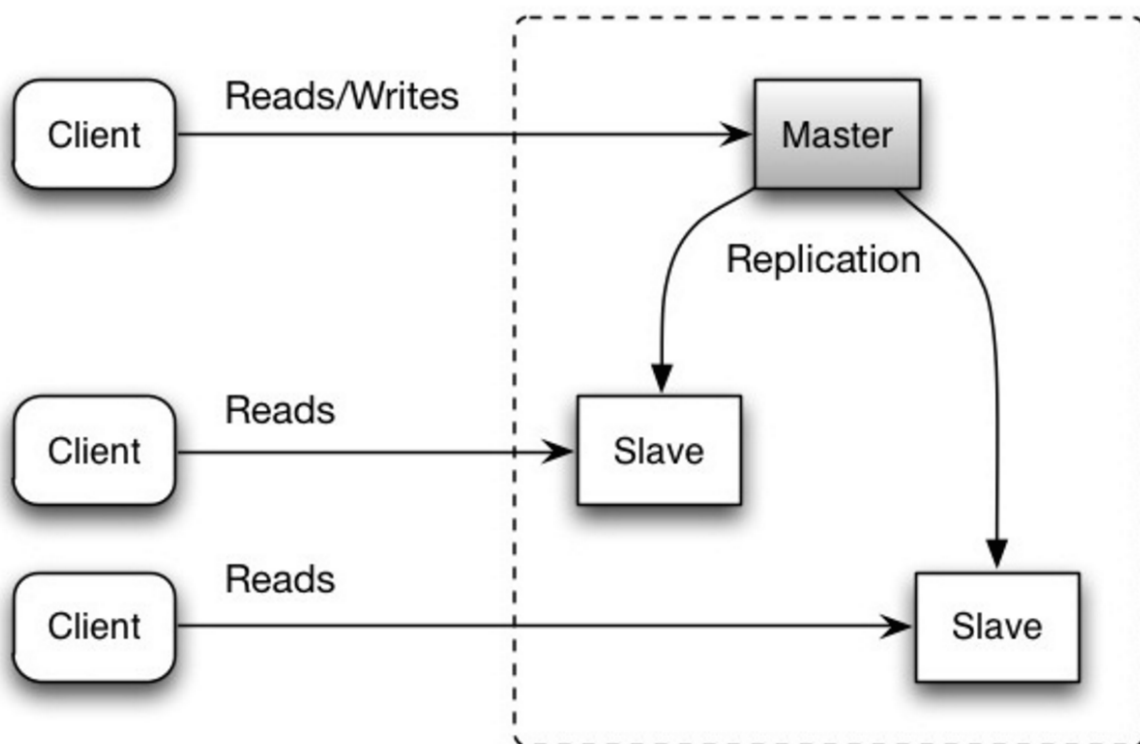 Reads/Writes
Client
Master
Replication
Reads
Client
Slave
Reads
Client
Slave